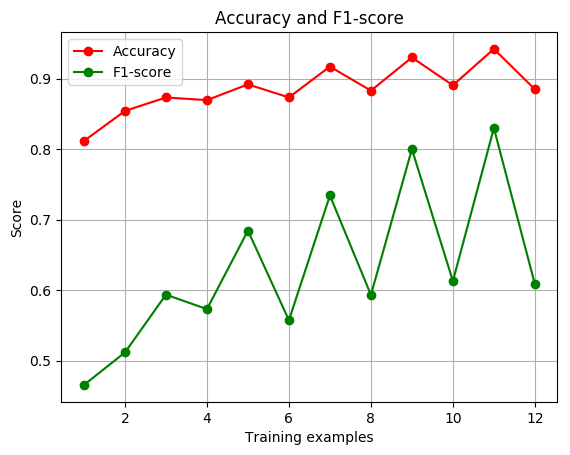 Accuracy and F1-score
Accuracy
F1-score
0.9
0.8
0.7
0.6
0.5
Score
2 4 6 8 10 12
Training examples